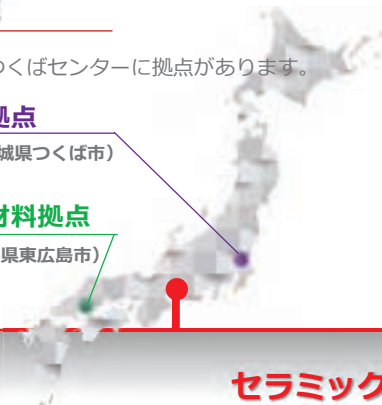 つくばセンターに拠点があります。
拠点
城県つくば市）
材料拠点
県東広島市）
セラミック